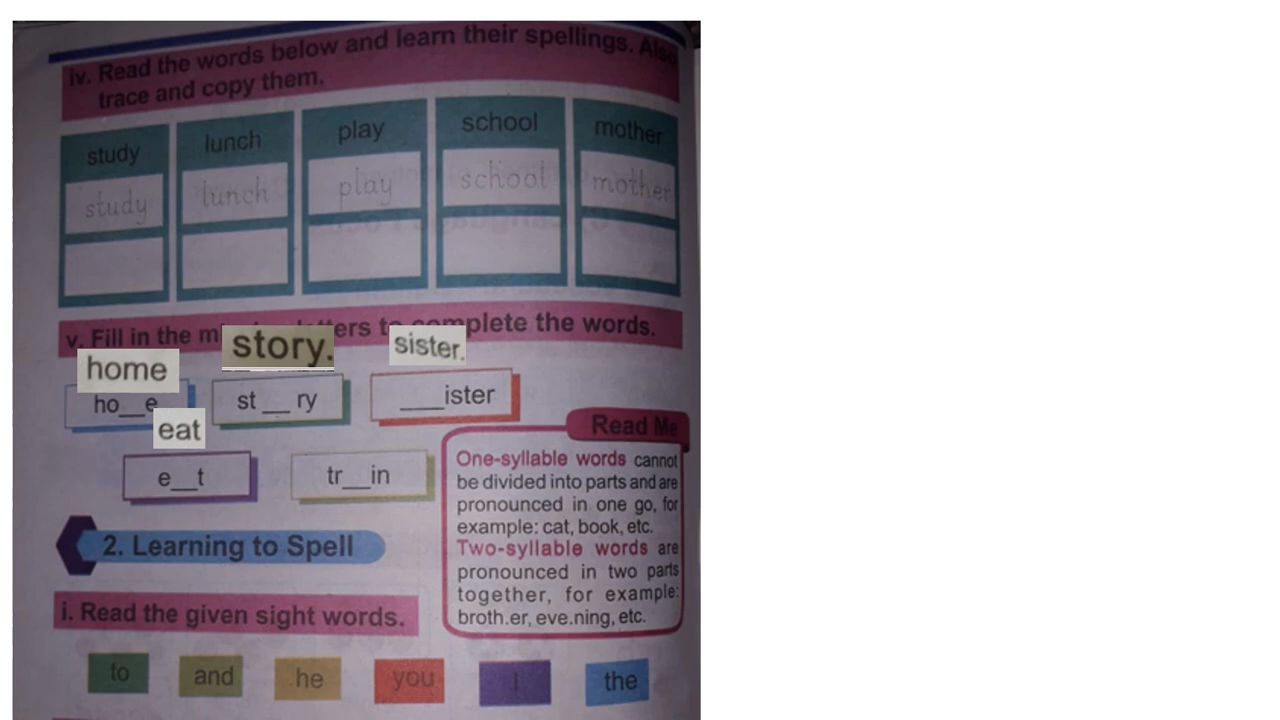 iv. Read the words below and learn their spellings. Also
trace and copy them.
study lunch play school mother
study lunch play school mother
v. Fill in the m ters t complete the words.
home story. sister.
ho__e st __ ry ___ister
eat
e__t tr__in
Read Me
One-syllable words cannot
be divided into parts and are
pronounced in one go, for
example: cat, book, etc.
Two-syllable words are
pronounced in two parts
together, for example:
broth.er, eve.ning, etc.
2. Learning to Spell
i. Read the given sight words.
to and he you I the